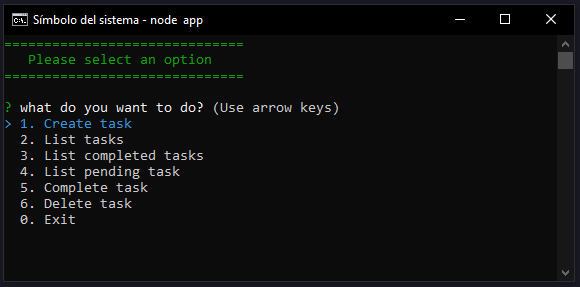 Símbolo del sistema - node app
==============================
Please select an option
==============================
? what do you want to do? (Use arrow keys)
> 1. Create task
2. List tasks
3. List completed tasks
4. List pending task
5. Complete task
6. Delete task
0. Exit